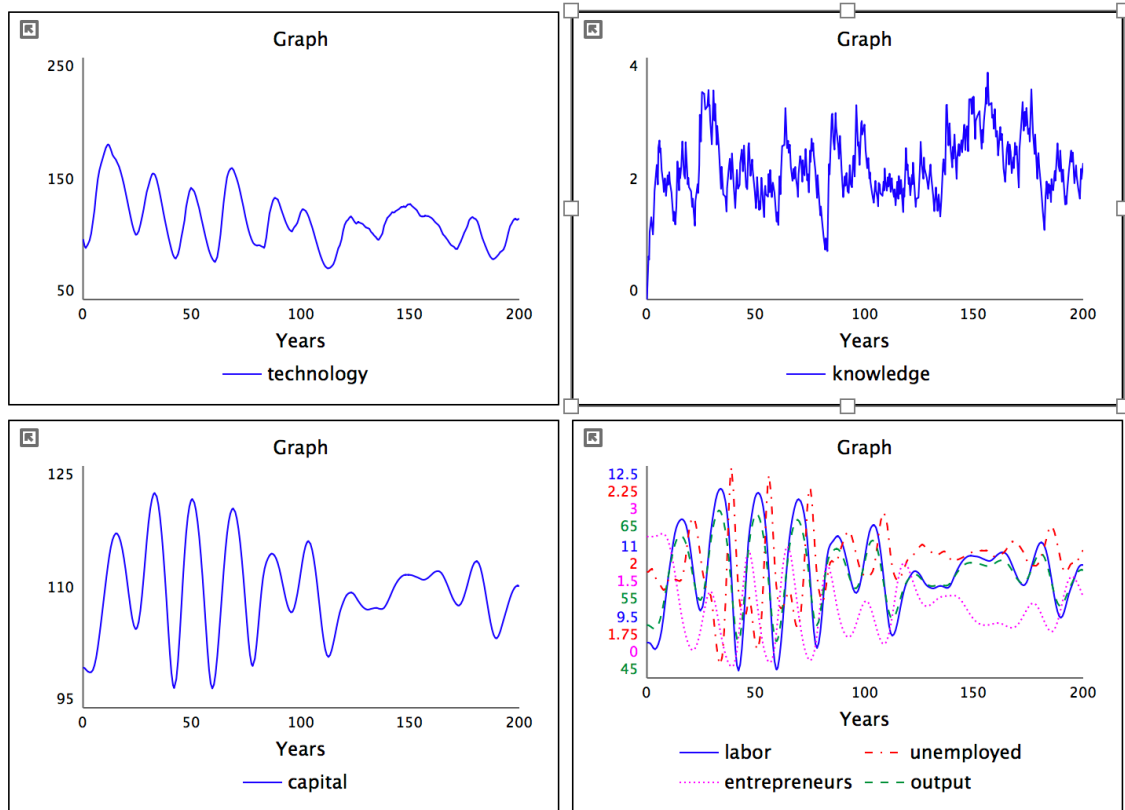 Graph
250
150
50
0 50 100 150 200
Years
technology
Graph
4
2
0
0 50 100 150 200
Years
knowledge
Graph
125
110
95
0 50 100 150 200
Years
capital
Graph
12.5
2.25
3
65
11
2
1.5
55
9.5
1.75
0
45
0 50 100 150 200
Years
labor unemployed
entrepreneurs output